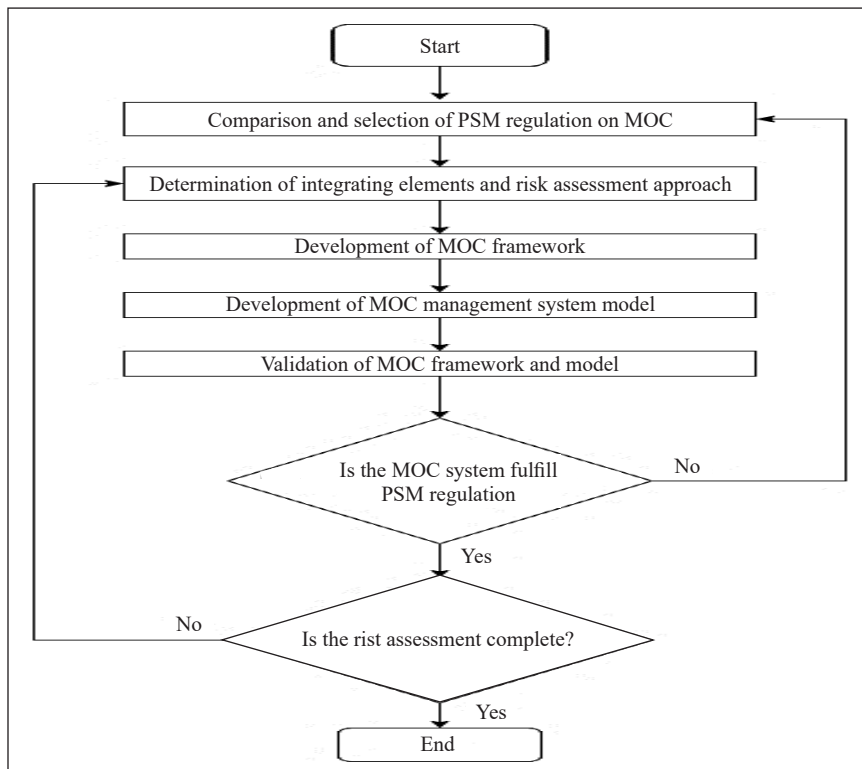 Start
Comparison and selection of PSM regulation on MOC
Determination of integrating elements and risk assessment approach
Development of MOC framework
Development of MOC management system model
Validation of MOC framework and model
Is the MOC system fulfill
PSM regulation
No
Yes
No
Is the rist assessment complete?
Yes
End